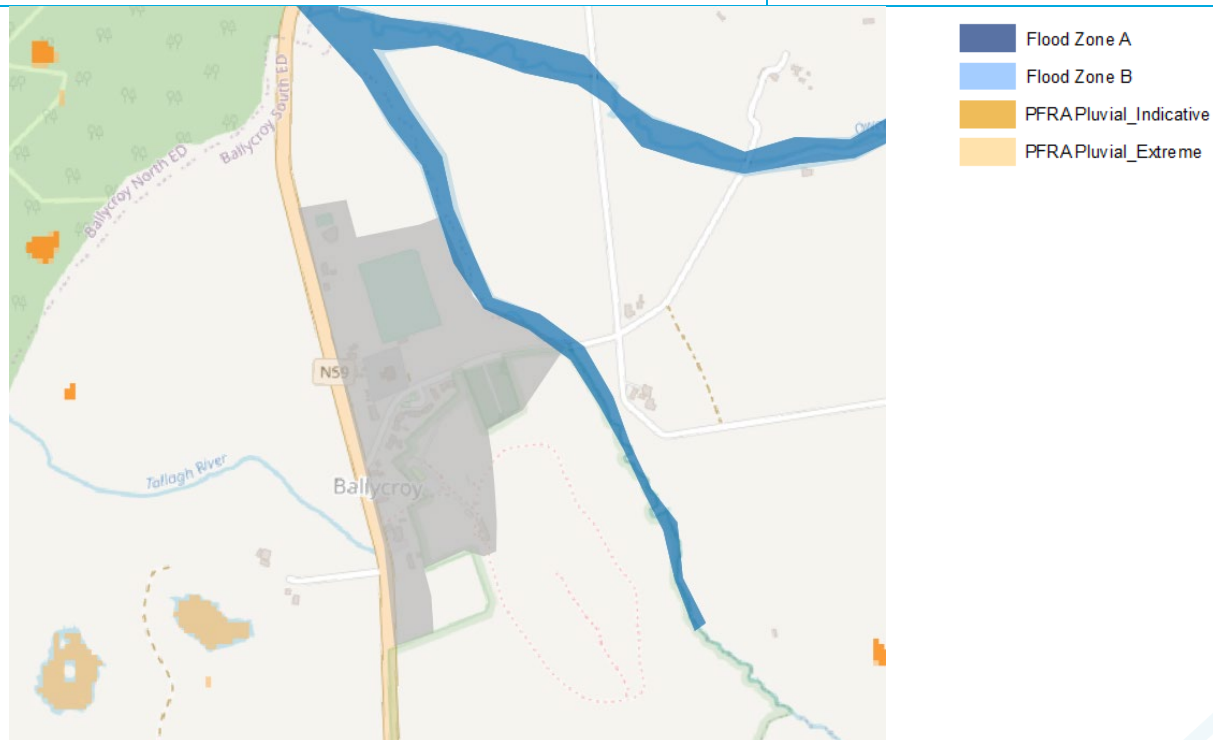 Flood Zone A
Flood Zone B
PFRA Pluvial_Indicative
PFRA Pluvial_Extreme
Ballycroy South ED
Ballycroy North ED
N59
Tallagh River
Ballycroy